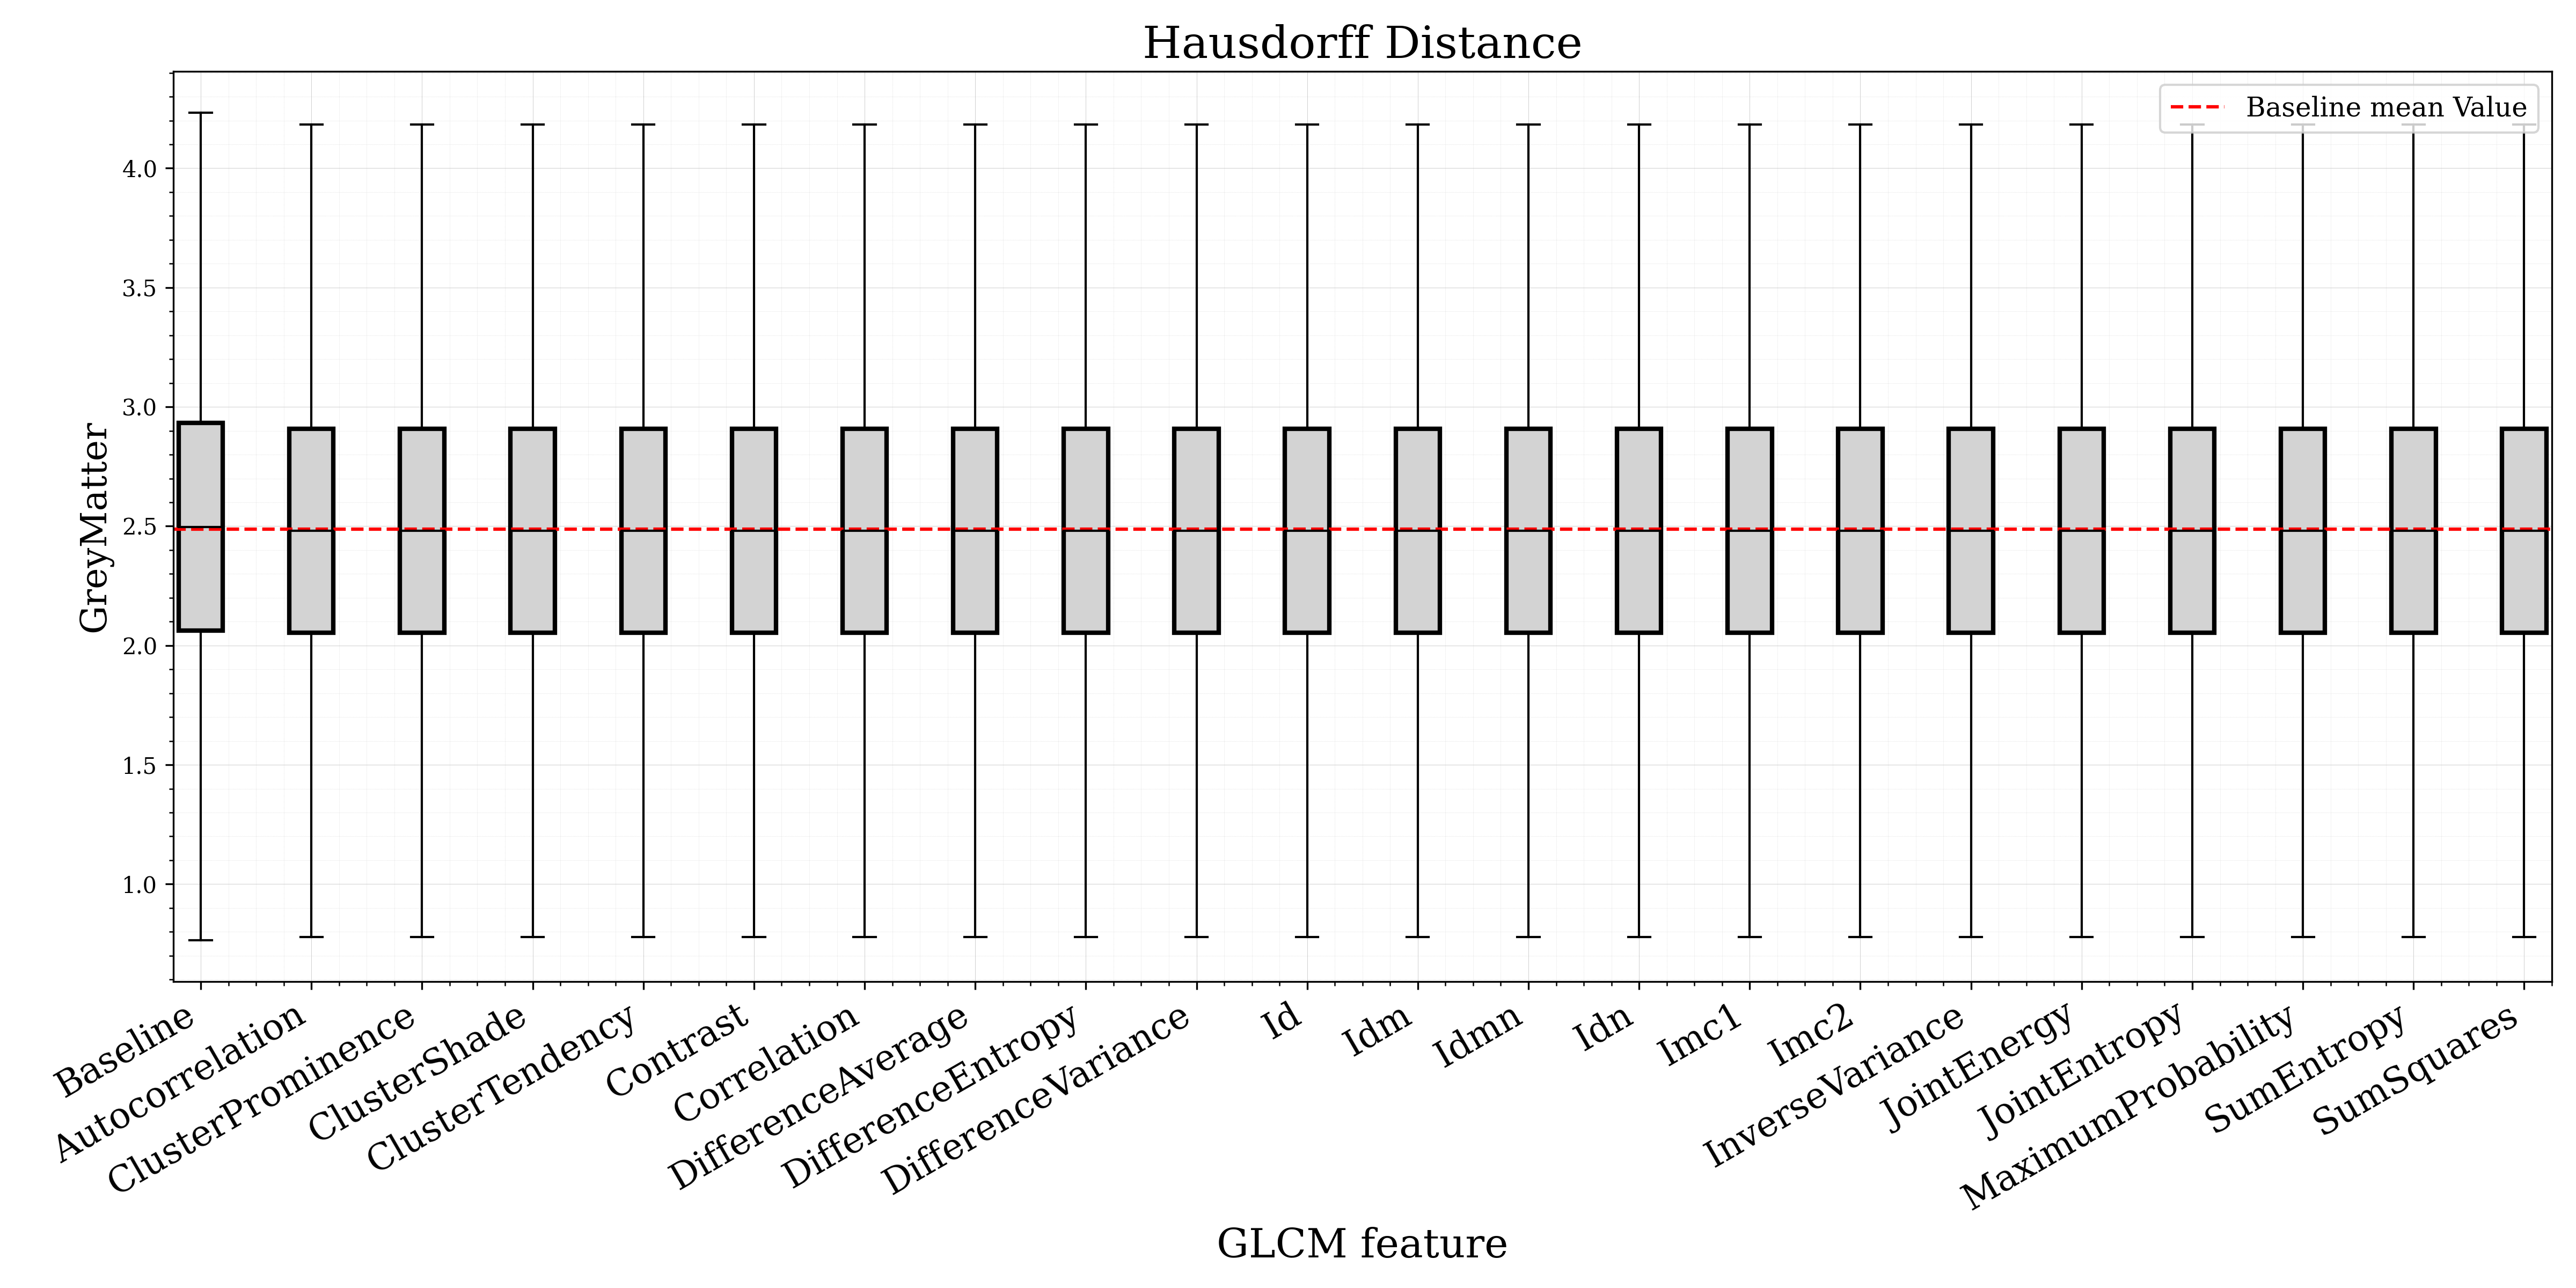 Hausdorff Distance
Baseline mean Value
GreyMatter
4.0
3.5
3.0
2.5
2.0
1.5
1.0
Baseline
Autocorrelation
ClusterProminence
ClusterShade
ClusterTendency
Contrast
Correlation
DifferenceAverage
DifferenceEntropy
DifferenceVariance
Id
Idm
Idmn
Idn
Imc1
Imc2
InverseVariance
JointEnergy
JointEntropy
MaximumProbability
SumEntropy
SumSquares
GLCM feature